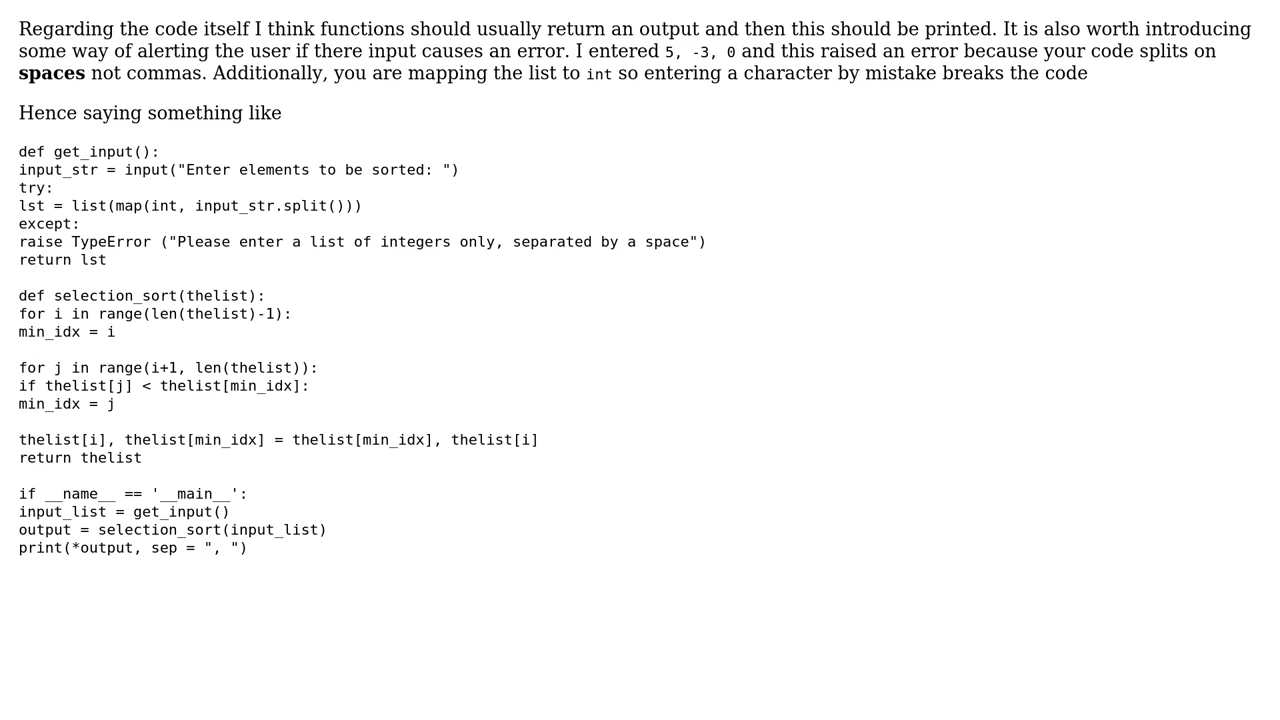 Regarding the code itself I think functions should usually return an output and then this should be printed. It is also worth introducing
some way of alerting the user if there input causes an error. I entered 5, -3, 0 and this raised an error because your code splits on
spaces not commas. Additionally, you are mapping the list to int so entering a character by mistake breaks the code
Hence saying something like
def get_input():
input_str = input("Enter elements to be sorted: ")
try:
lst = list(map(int, input_str.split()))
except:
raise TypeError ("Please enter a list of integers only, separated by a space")
return lst
def selection_sort(thelist):
for i in range(len(thelist)-1):
min_idx = i
for j in range(i+1, len(thelist)):
if thelist[j] < thelist[min_idx]:
min_idx = j
thelist[i], thelist[min_idx] = thelist[min_idx], thelist[i]
return thelist
if __name__ == '__main__':
input_list = get_input()
output = selection_sort(input_list)
print(*output, sep = ", ")